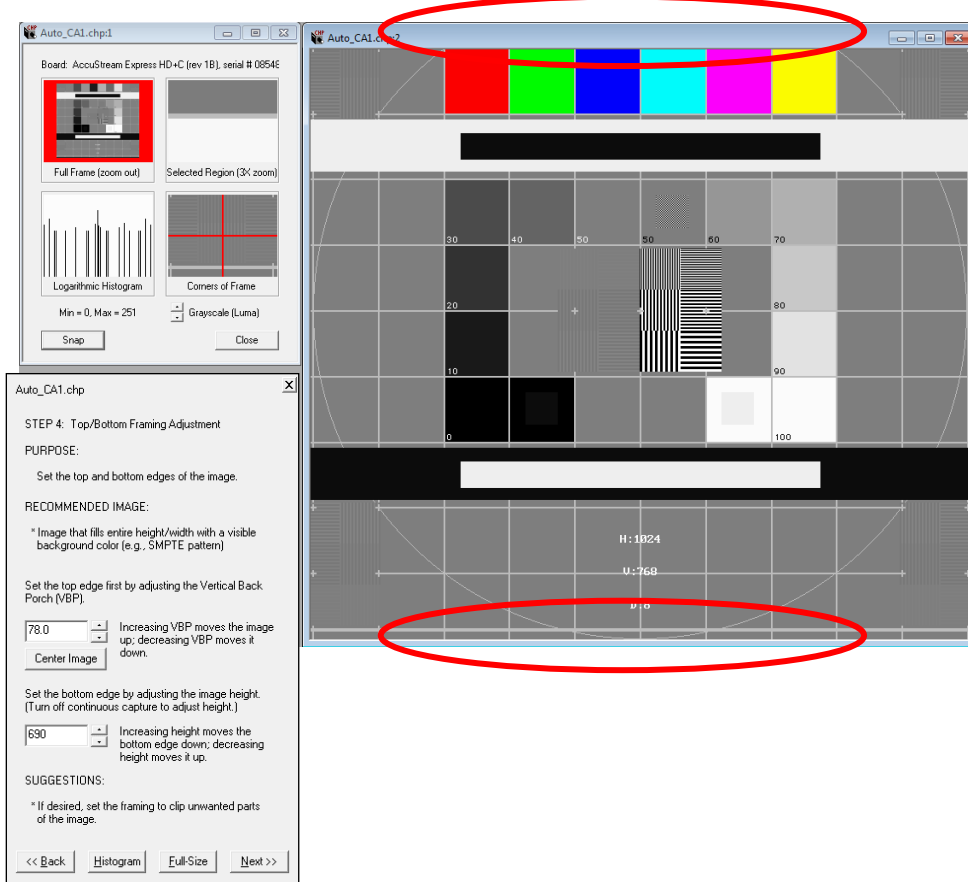 Auto_CA1.chp:1
Board: AccuStream Express HD+C (rev 1B), serial # 08548
Full Frame (zoom out)
Selected Region (3X zoom)
Logarithmic Histogram
Corners of Frame
Min = 0, Max = 251
Grayscale (Luma)
Snap
Close
Auto_CA1.chp:2
30
40
50
50
60
70
20
80
10
90
0
100
H:1024
V:768
Auto_CA1.chp
STEP 4: Top/Bottom Framing Adjustment
PURPOSE:
Set the top and bottom edges of the image.
RECOMMENDED IMAGE:
* Image that fills entire height/width with a visible
background color (e.g., SMPTE pattern)
Set the top edge first by adjusting the Vertical Back
Porch (VBP).
78.0
Increasing VBP moves the image
up; decreasing VBP moves it
down.
Center Image
Set the bottom edge by adjusting the image height.
(Turn off continuous capture to adjust height.)
690
Increasing height moves the
bottom edge down; decreasing
height moves it up.
SUGGESTIONS:
* If desired, set the framing to clip unwanted parts
of the image.
<< Back
Histogram
Full-Size
Next >>